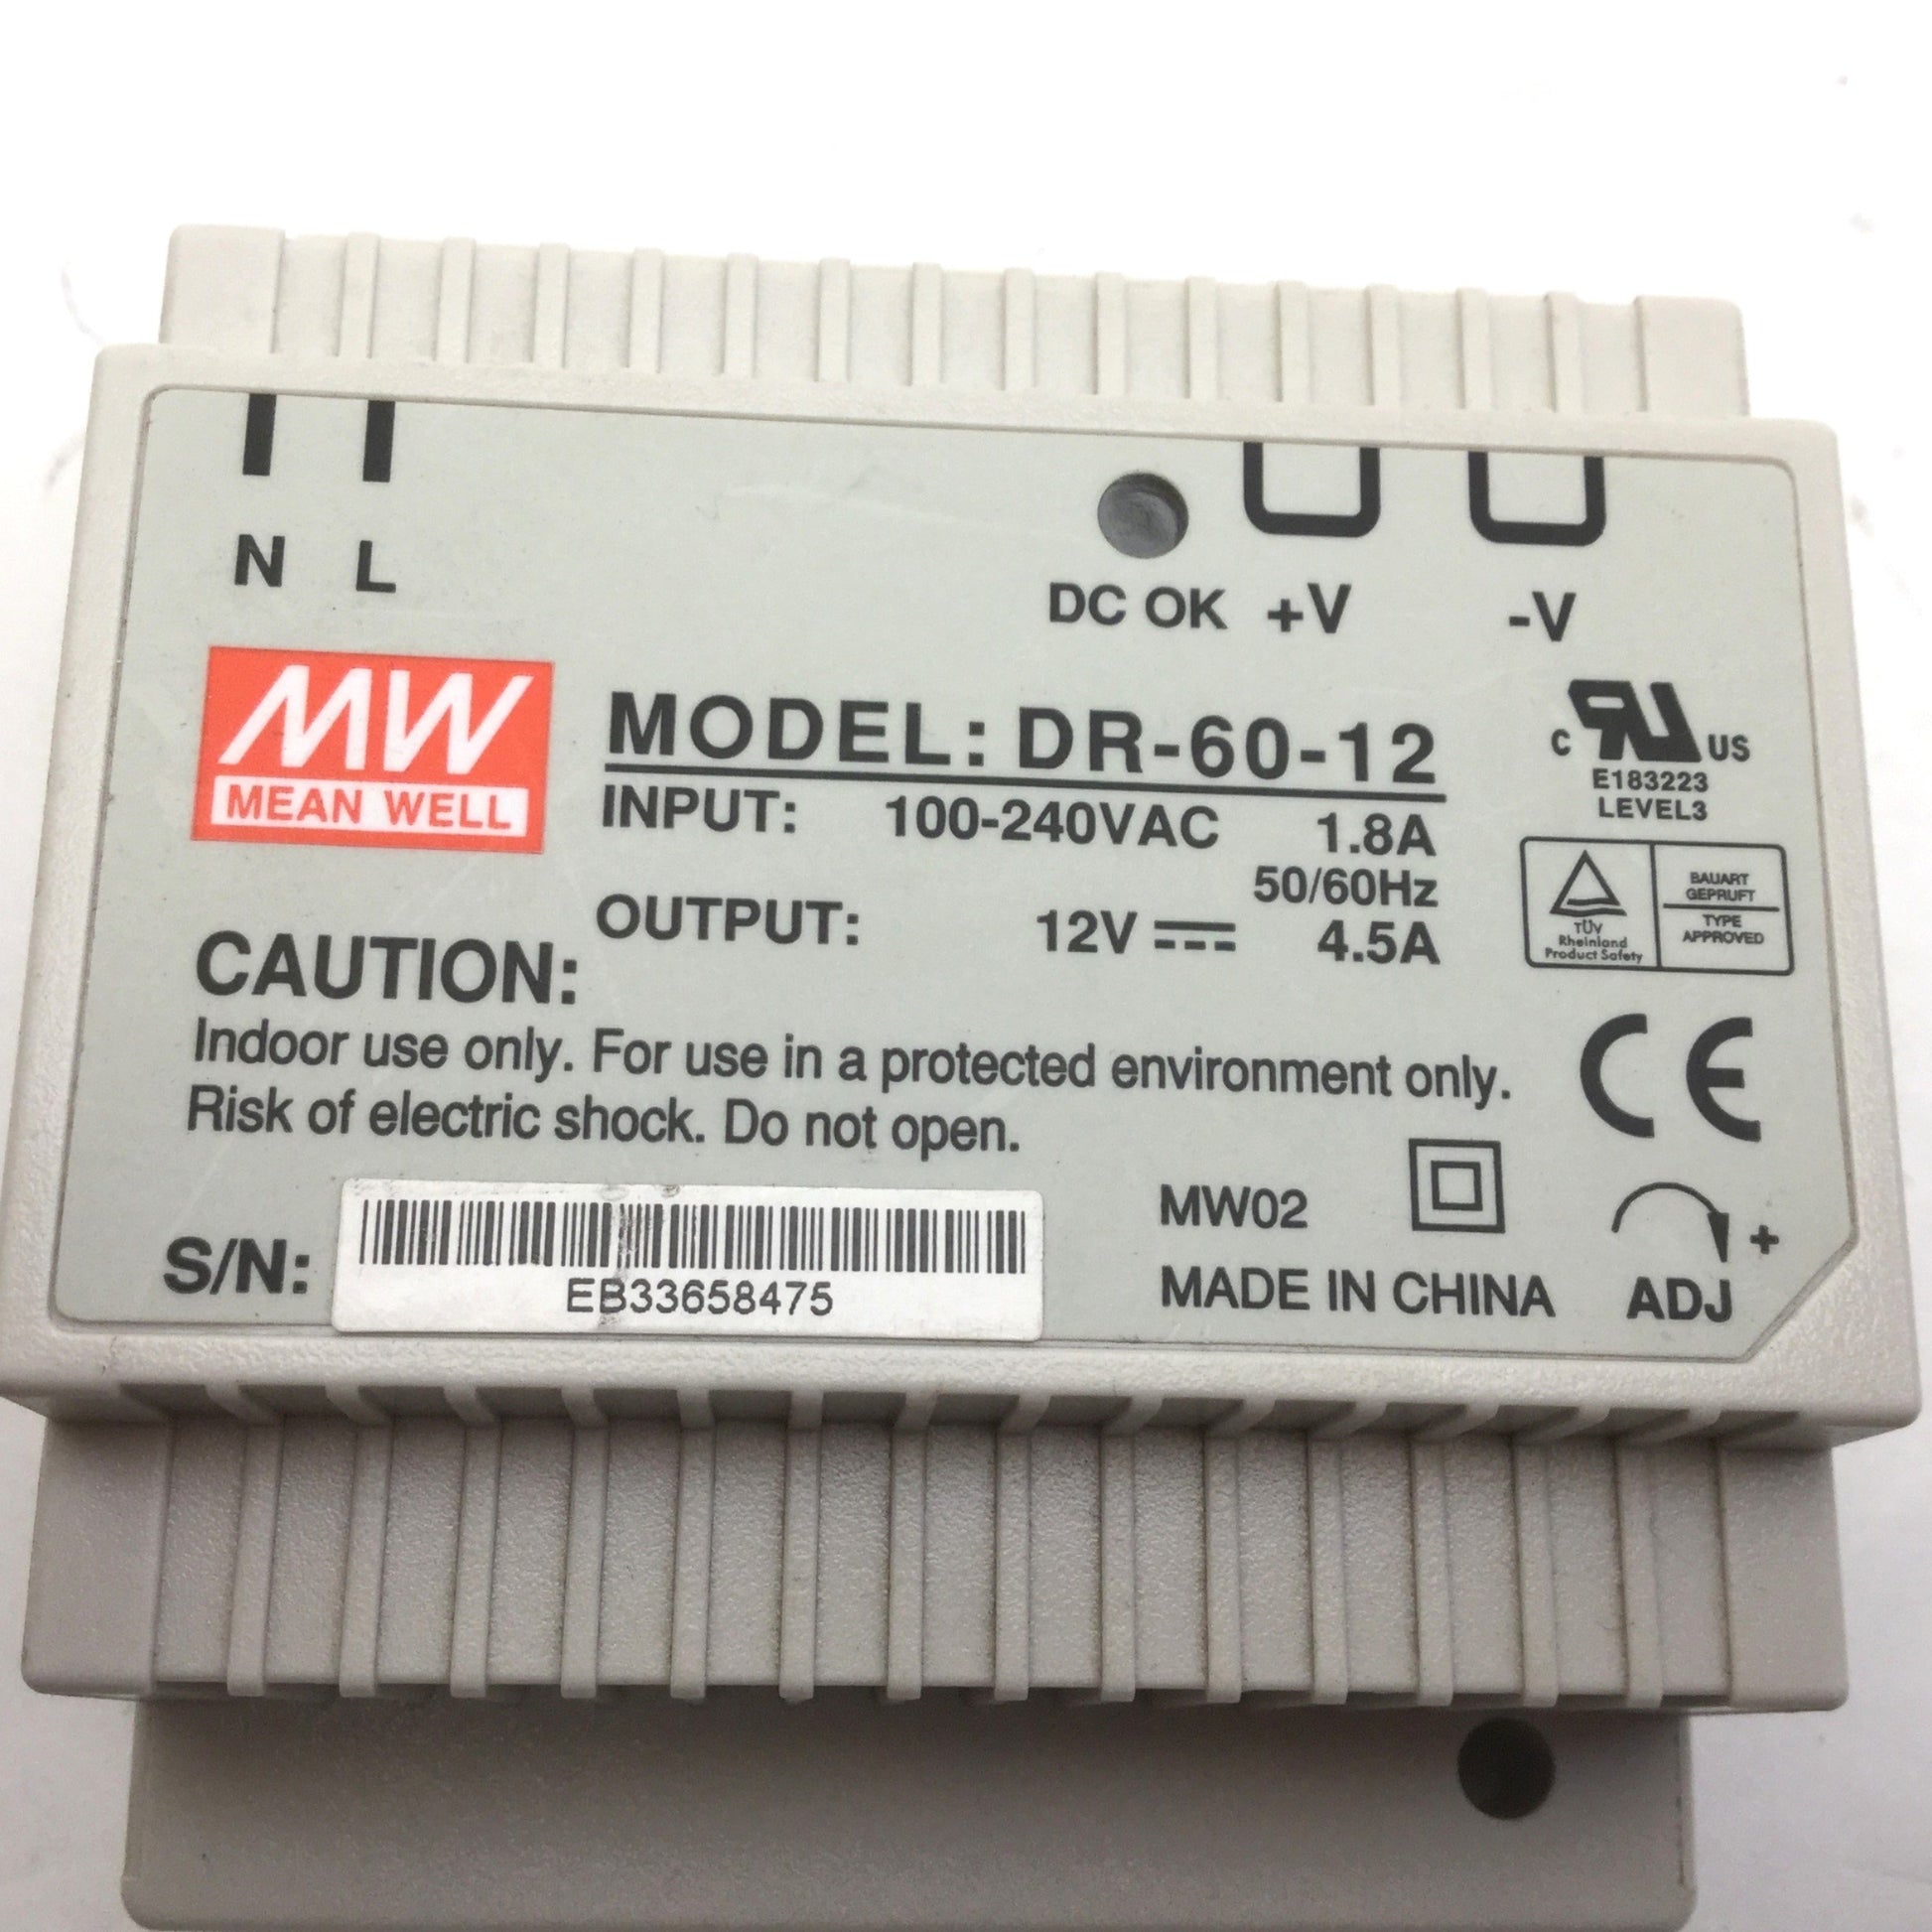 N L
DC OK +V -V
MW
MEAN WELL
MODEL: DR-60-12
INPUT: 100-240VAC 1.8A
50/60Hz
OUTPUT: 12V 4.5A
c RU US
E183223
LEVEL3
TÜV
Rheinland
Product Safety
BAUART
GEPRUFT
TYPE
APPROVED
CE
CAUTION:
Indoor use only. For use in a protected environment only.
Risk of electric shock. Do not open.
S/N:
EB33658475
MW02
MADE IN CHINA
+
ADJ